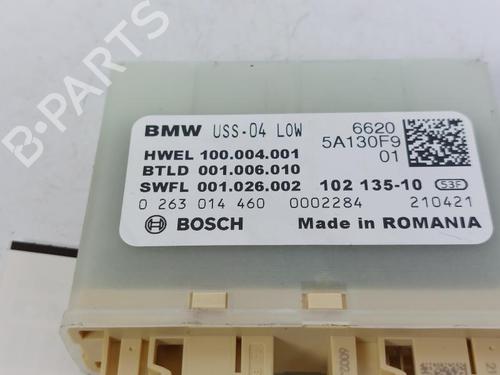 BMW USS-04 LOW 6620
5A130F9
HWEL 100.004.001 01
BTLD 001.006.010
SWFL 001.026.002 102 135-10 S3F
0 263 014 460 0002284 210421
BOSCH Made in ROMANIA
B-PARTS